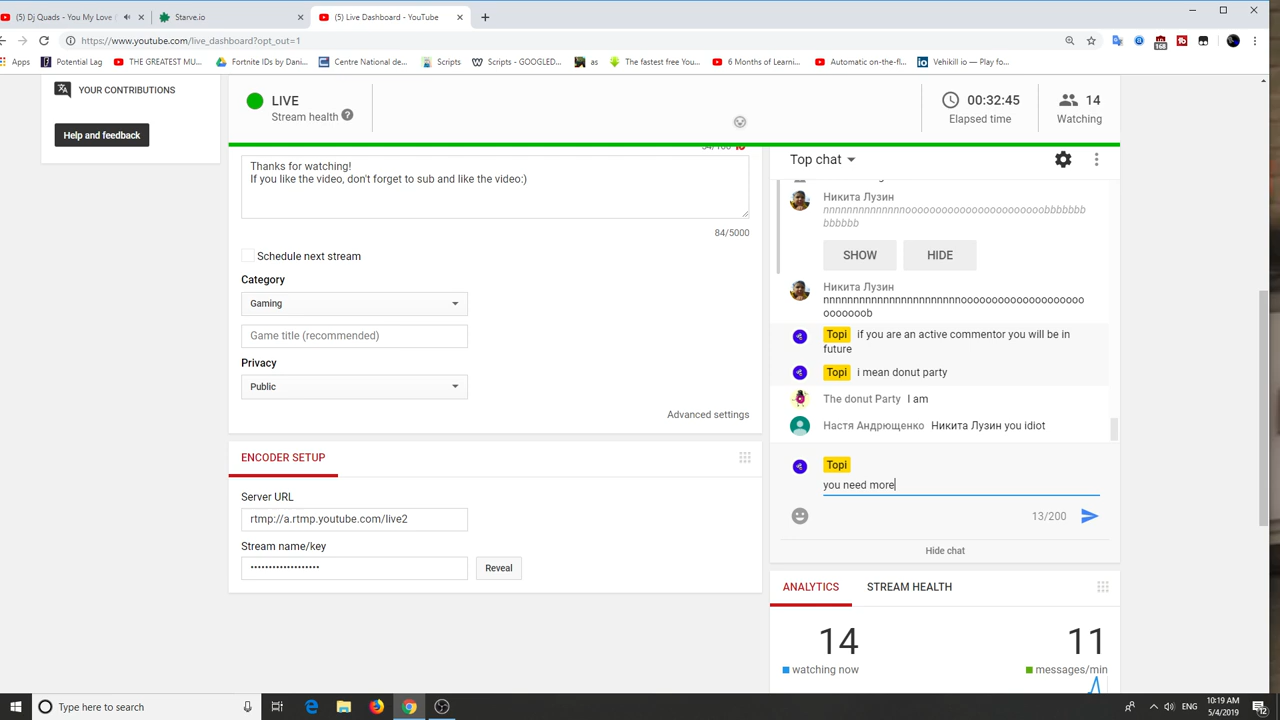 (5) Dj Quads - You My Love
Starve.io
(5) Live Dashboard - YouTube
https://www.youtube.com/live_dashboard?opt_out=1
168
Apps
Potential Lag
THE GREATEST MU...
Fortnite IDs by Dani...
Centre National de...
Scripts
Scripts - GOOGLED...
as
The fastest free You...
6 Months of Learni...
Automatic on-the-fl...
Vehikill io — Play fo...
YOUR CONTRIBUTIONS
Help and feedback
LIVE
Stream health
00:32:45
Elapsed time
14
Watching
Thanks for watching!
If you like the video, don't forget to sub and like the video:)
84/5000
Schedule next stream
Category
Gaming
Game title (recommended)
Privacy
Public
Advanced settings
ENCODER SETUP
Server URL
rtmp://a.rtmp.youtube.com/live2
Stream name/key
••••••••••••••••••• 
Reveal
Top chat
Никита Лузин
nnnnnnnnnnnnnnooooooooooooooooooooooobbbbbbb
bbbbbb
SHOW
HIDE
Никита Лузин
nnnnnnnnnnnnnnnnnnnnnnnoooooooooooooooooooo
ooooooob
Topi if you are an active commentor you will be in
future
Topi i mean donut party
The donut Party I am
Настя Андрющенко Никита Лузин you idiot
Topi
you need more
13/200
Hide chat
ANALYTICS
STREAM HEALTH
14
watching now
11
messages/min
Type here to search
ENG
10:19 AM
5/4/2019
12